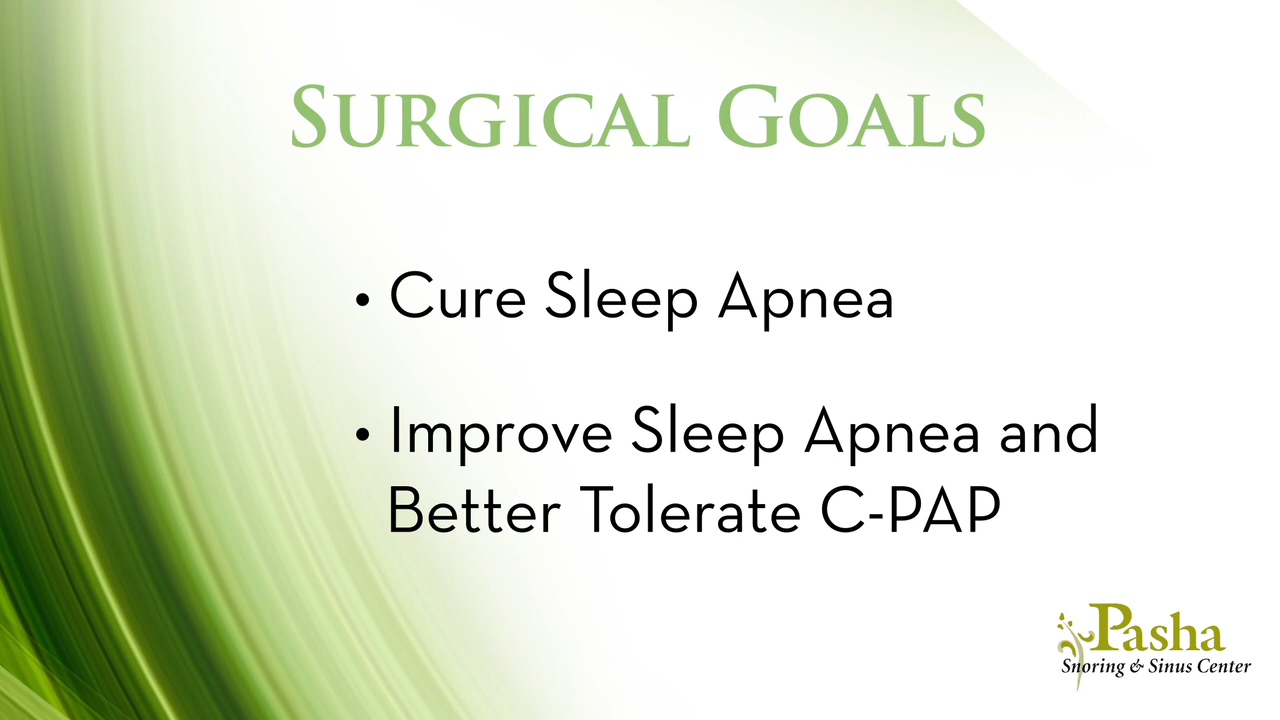 SURGICAL GOALS
• Cure Sleep Apnea
• Improve Sleep Apnea and
Better Tolerate C-PAP
Pasha
Snoring & Sinus Center